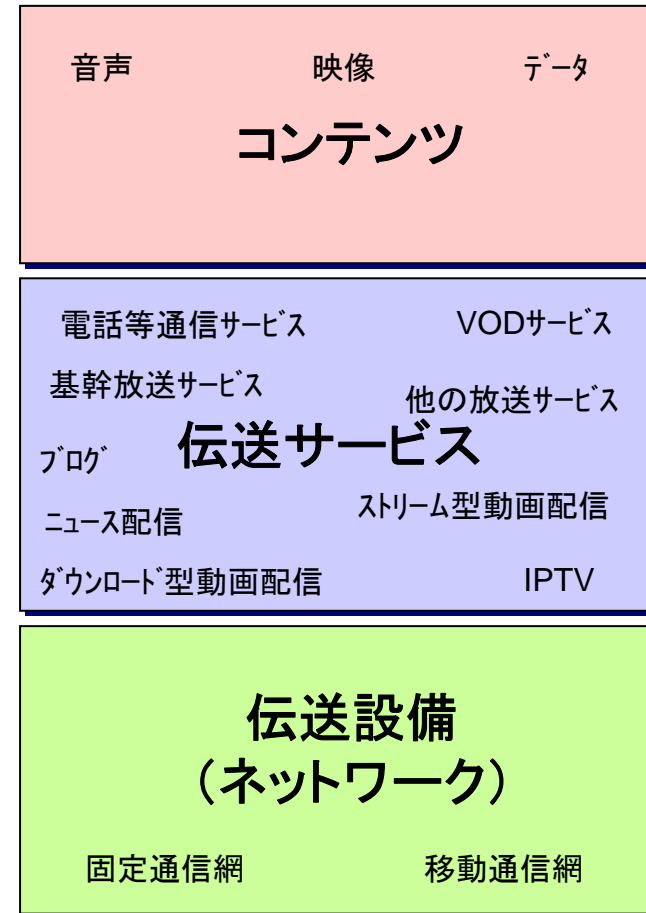 音声 映像 ﾃﾞｰﾀ
コンテンツ
電話等通信ｻｰﾋﾞｽ VODｻｰﾋﾞｽ
基幹放送ｻｰﾋﾞｽ 他の放送ｻｰﾋﾞｽ
伝送サービス
ﾌﾞﾛｸﾞ
ﾆｭｰｽ配信 ｽﾄﾘｰﾑ型動画配信
ﾀﾞｳﾝﾛｰﾄﾞ型動画配信 IPTV
伝送設備
（ネットワーク）
固定通信網 移動通信網